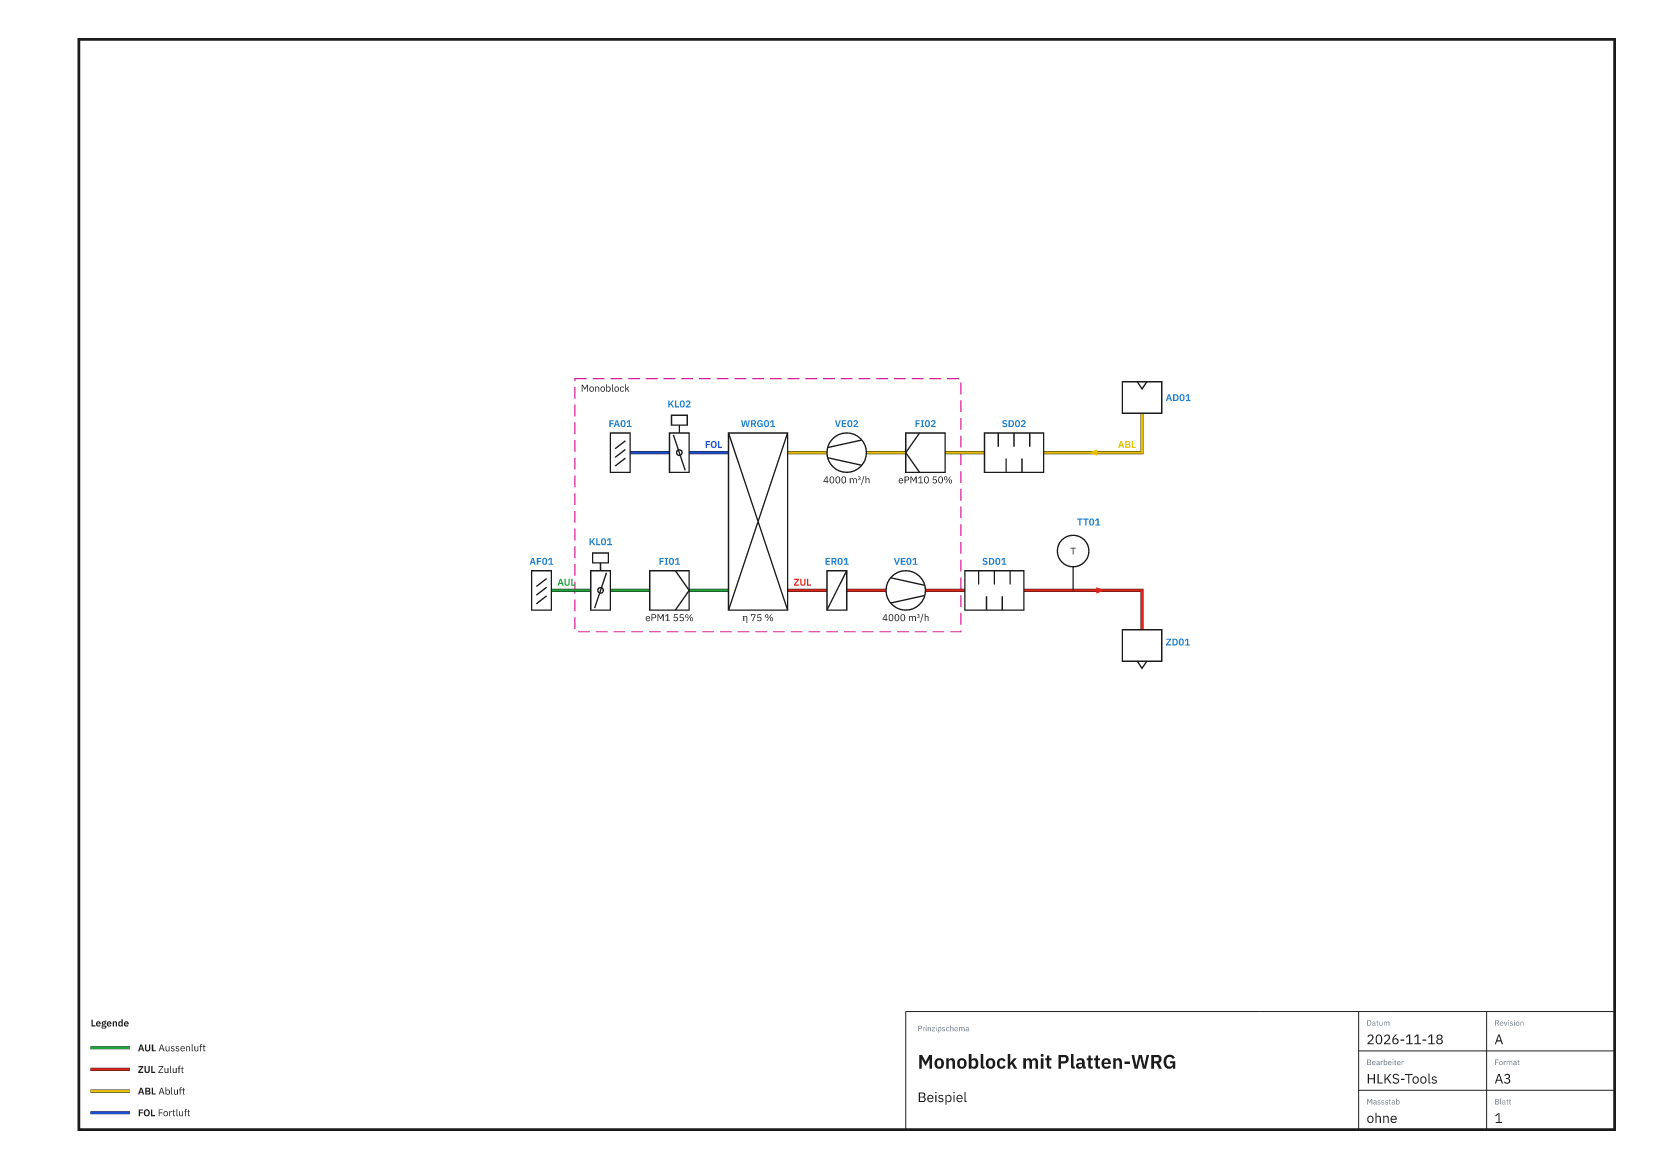 Monoblock
AD01
KL02
FA01
WRG01
VE02
FI02
SD02
FOL
ABL
4000 m³/h
ePM10 50%
TT01
T
KL01
AF01
FI01
ER01
VE01
SD01
AUL
ZUL
ePM1 55%
η 75 %
4000 m³/h
ZD01
Legende
AUL Aussenluft
ZUL Zuluft
ABL Abluft
FOL Fortluft
Prinzipschema
Monoblock mit Platten-WRG
Beispiel
Datum
2026-11-18
Revision
A
Bearbeiter
HLKS-Tools
Format
A3
Massstab
ohne
Blatt
1